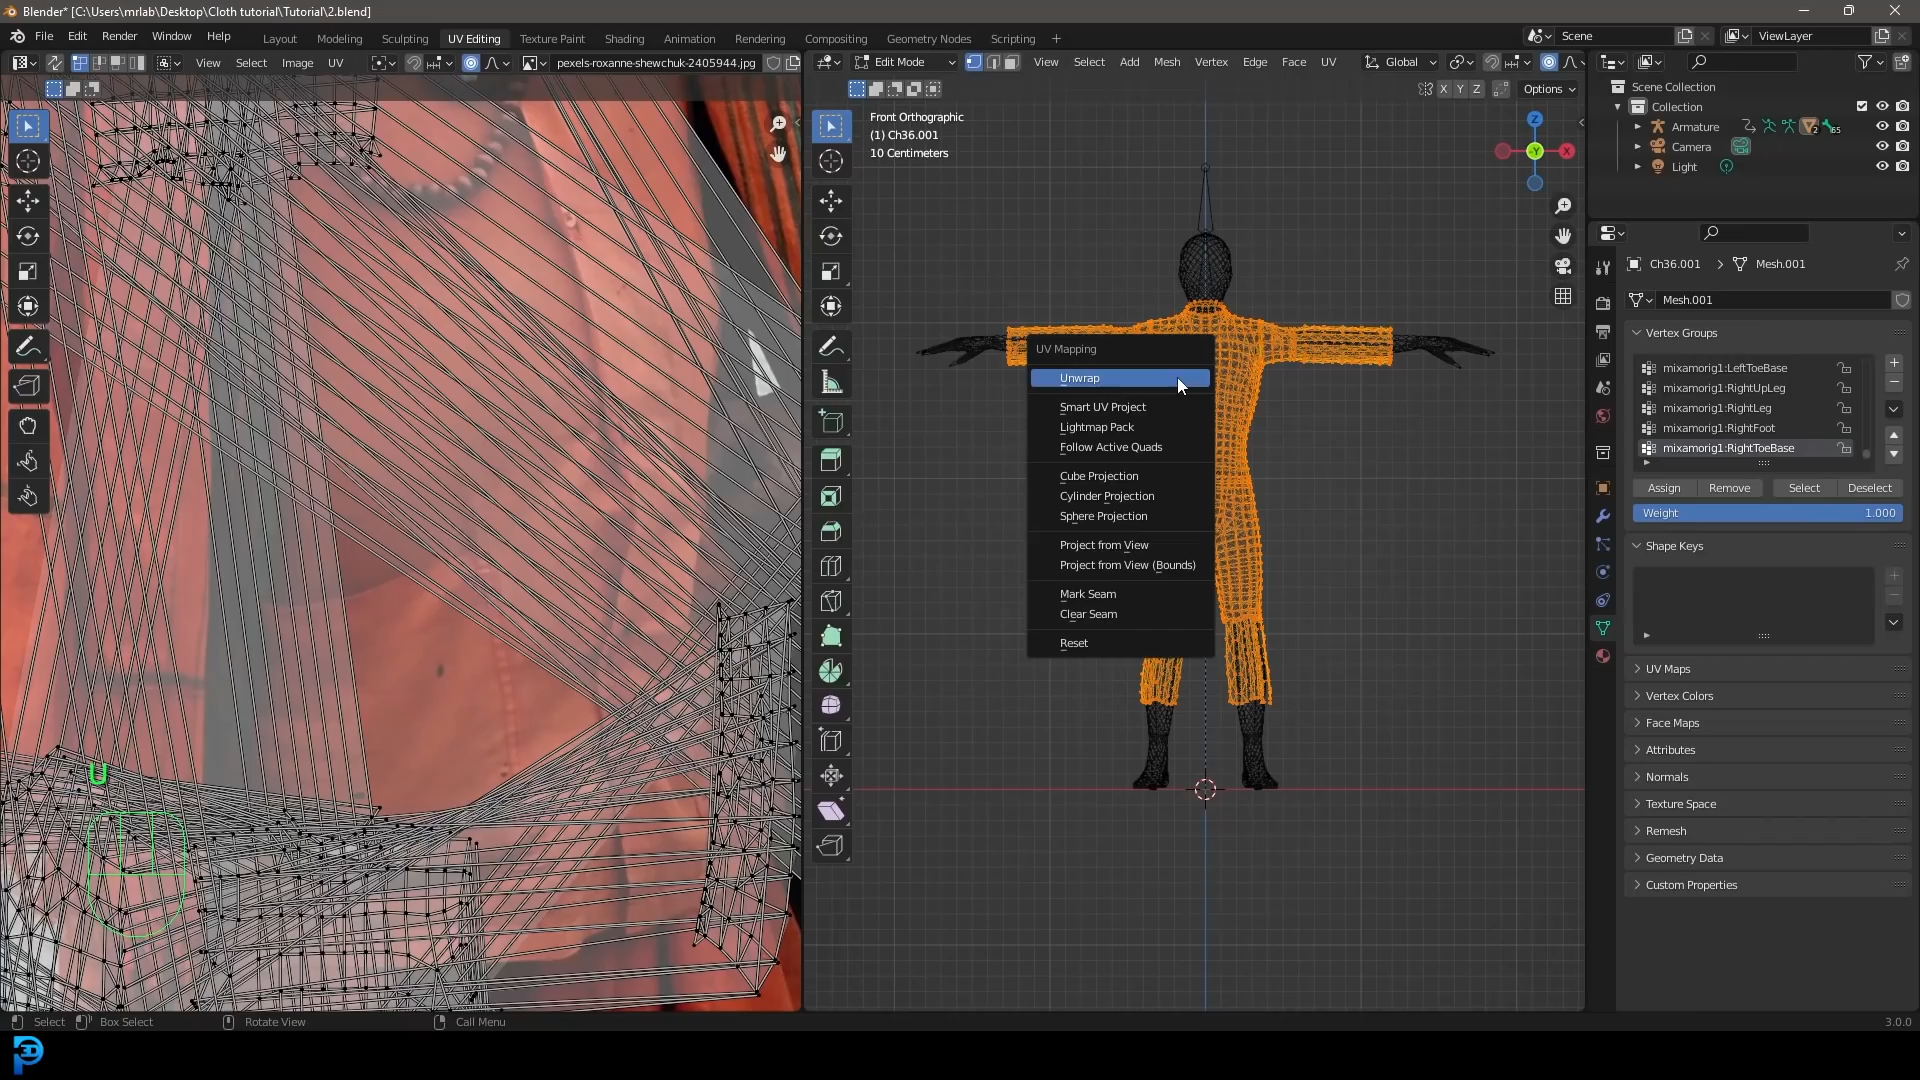 Blender* [C:\Users\mrlab\Desktop\Cloth tutorial\Tutorial\2.blend]
File Edit Render Window Help
Layout Modeling Sculpting UV Editing Texture Paint Shading Animation Rendering Compositing Geometry Nodes Scripting +
Scene
ViewLayer
View Select Image UV
pexels-roxanne-shewchuk-2405944.jpg
Edit Mode
View Select Add Mesh Vertex Edge Face UV
Global
X Y Z
Options
Front Orthographic
(1) Ch36.001
10 Centimeters
Z
-Y
X
UV Mapping
Unwrap
Smart UV Project
Lightmap Pack
Follow Active Quads
Cube Projection
Cylinder Projection
Sphere Projection
Project from View
Project from View (Bounds)
Mark Seam
Clear Seam
Reset
U
Scene Collection
Collection
Armature
2
65
Camera
Light
Ch36.001
Mesh.001
Mesh.001
Vertex Groups
mixamorig1:LeftToeBase
mixamorig1:RightUpLeg
mixamorig1:RightLeg
mixamorig1:RightFoot
mixamorig1:RightToeBase
Assign Remove Select Deselect
Weight 1.000
Shape Keys
UV Maps
Vertex Colors
Face Maps
Attributes
Normals
Texture Space
Remesh
Geometry Data
Custom Properties
Select Box Select Rotate View Call Menu
3.0.0